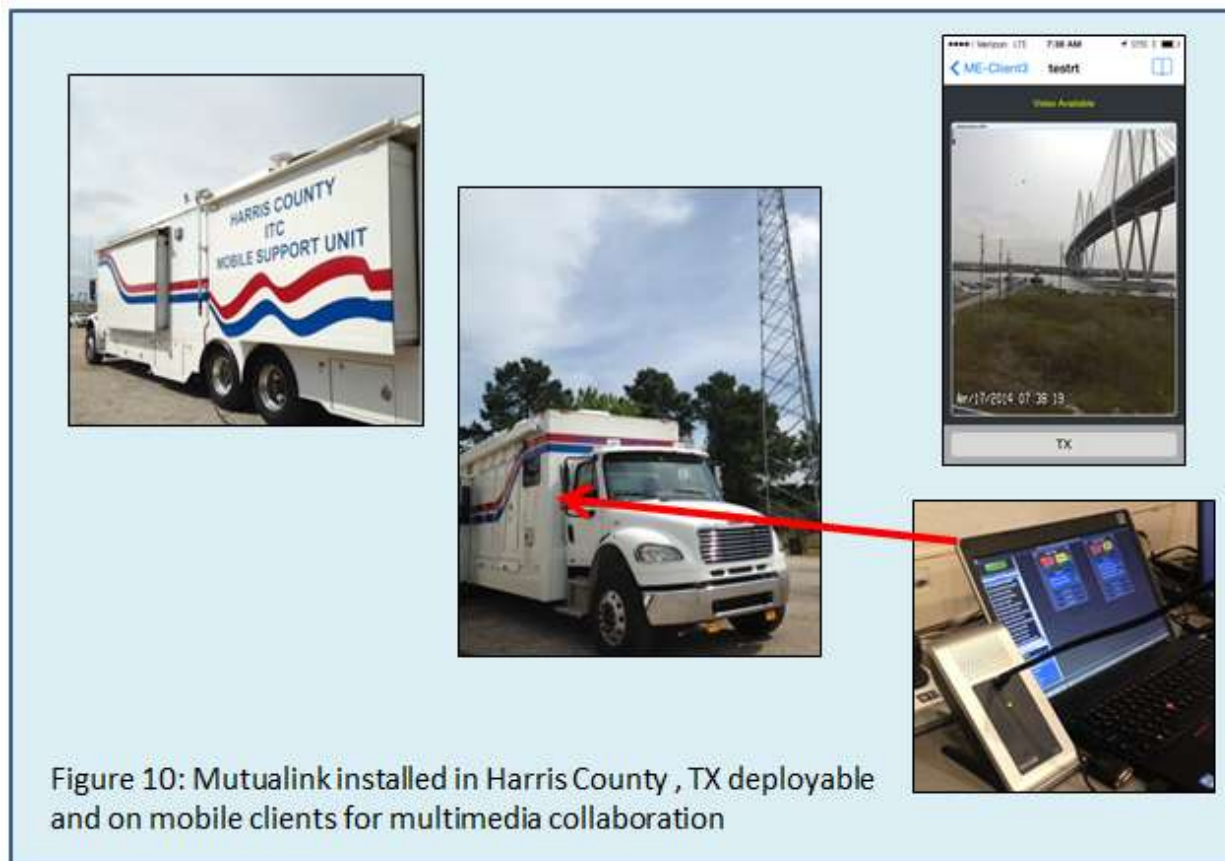 HARRIS COUNTY
ITC
MOBILE SUPPORT UNIT
Verizon LTE 7:38 AM
ME-Client3 testrt
Video Available
Apr/17/2014 07 38 19
TX
Figure 10: Mutualink installed in Harris County , TX deployable
and on mobile clients for multimedia collaboration